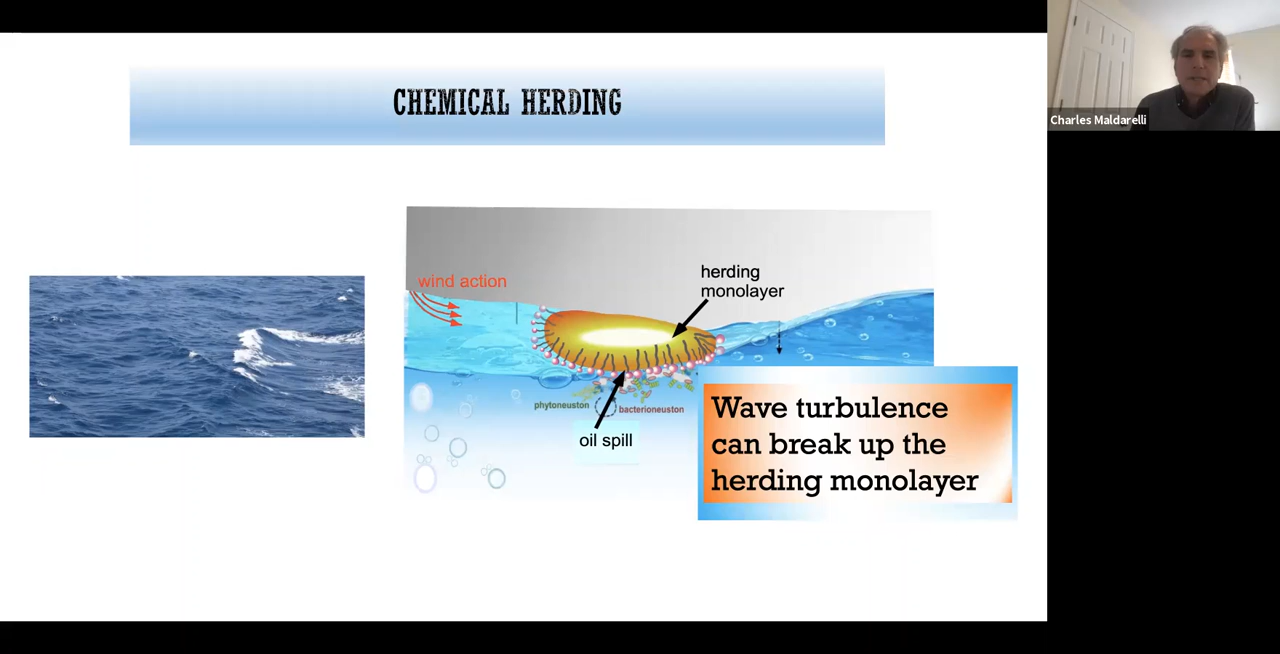 CHEMICAL HERDING
Charles Maldarelli
wind action
herding
monolayer
phytoneuston
bacterioneuston
oil spill
Wave turbulence
can break up the
herding monolayer